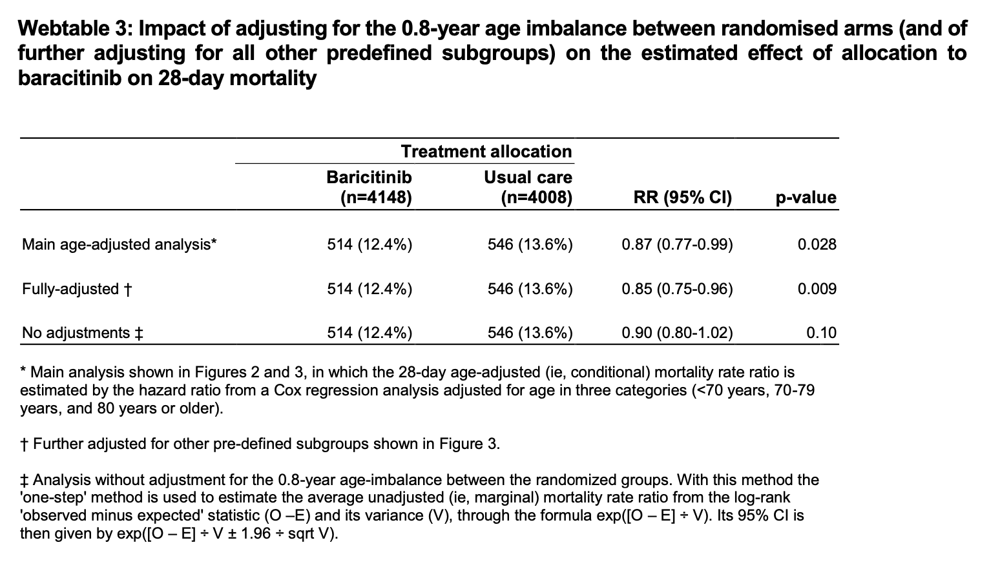 Webtable 3: Impact of adjusting for the 0.8-year age imbalance between randomised arms (and of
further adjusting for all other predefined subgroups) on the estimated effect of allocation to
baracitinib on 28-day mortality
Treatment allocation
Baricitinib (n=4148) Usual care (n=4008) RR (95% CI) p-value
Main age-adjusted analysis* 514 (12.4%) 546 (13.6%) 0.87 (0.77-0.99) 0.028
Fully-adjusted † 514 (12.4%) 546 (13.6%) 0.85 (0.75-0.96) 0.009
No adjustments ‡ 514 (12.4%) 546 (13.6%) 0.90 (0.80-1.02) 0.10
* Main analysis shown in Figures 2 and 3, in which the 28-day age-adjusted (ie, conditional) mortality rate ratio is
estimated by the hazard ratio from a Cox regression analysis adjusted for age in three categories (<70 years, 70-79
years, and 80 years or older).
† Further adjusted for other pre-defined subgroups shown in Figure 3.
‡ Analysis without adjustment for the 0.8-year age-imbalance between the randomized groups. With this method the
'one-step' method is used to estimate the average unadjusted (ie, marginal) mortality rate ratio from the log-rank
'observed minus expected' statistic (O –E) and its variance (V), through the formula exp([O – E] ÷ V). Its 95% CI is
then given by exp([O – E] ÷ V ± 1.96 ÷ sqrt V).